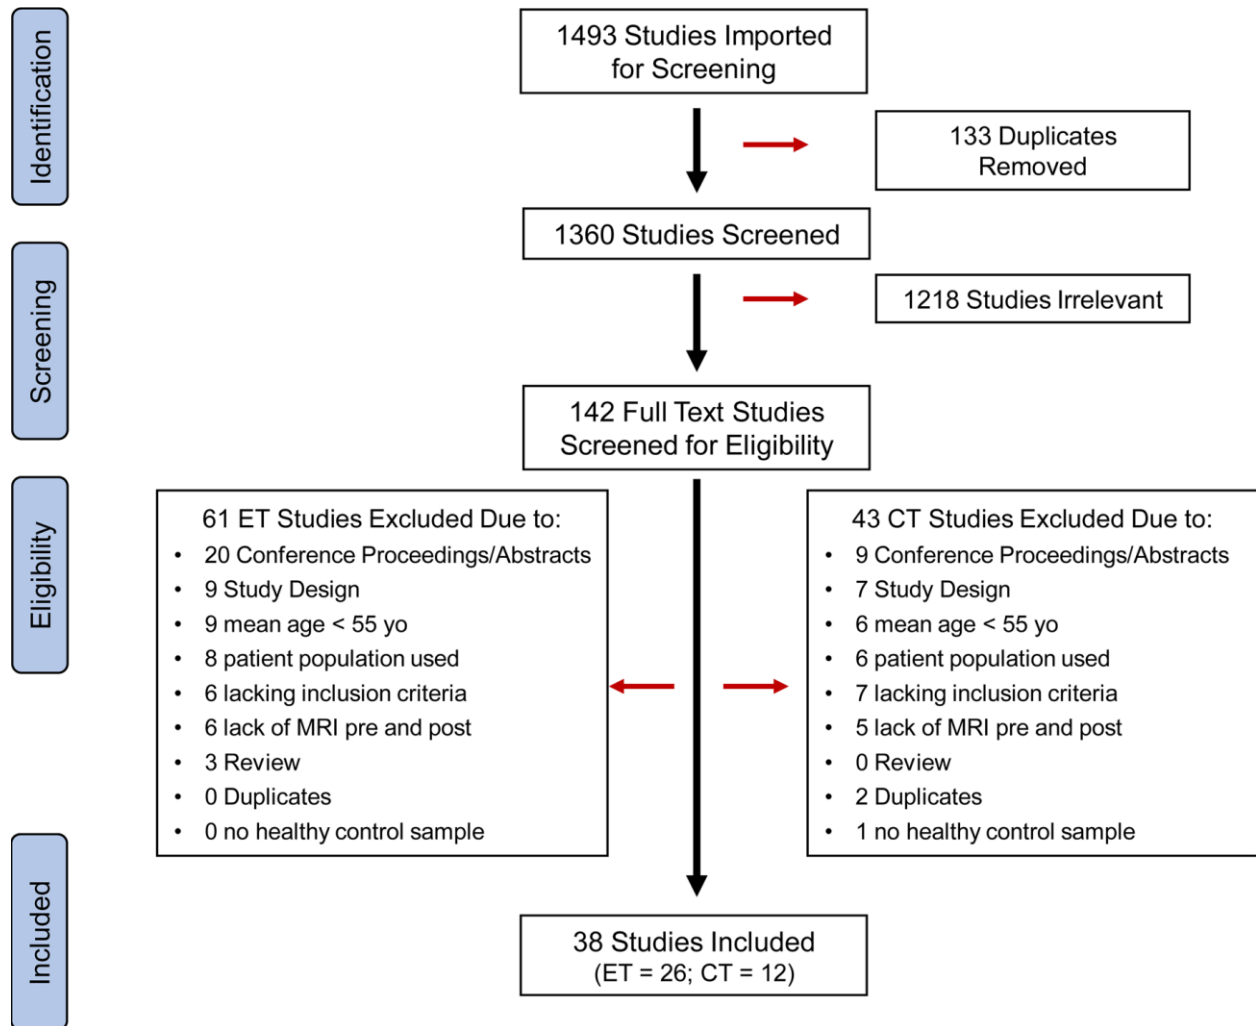 Identification
1493 Studies Imported
for Screening
133 Duplicates
Removed
1360 Studies Screened
Screening
1218 Studies Irrelevant
142 Full Text Studies
Screened for Eligibility
Eligibility
61 ET Studies Excluded Due to:
• 20 Conference Proceedings/Abstracts
• 9 Study Design
• 9 mean age < 55 yo
• 8 patient population used
• 6 lacking inclusion criteria
• 6 lack of MRI pre and post
• 3 Review
• 0 Duplicates
• 0 no healthy control sample
43 CT Studies Excluded Due to:
• 9 Conference Proceedings/Abstracts
• 7 Study Design
• 6 mean age < 55 yo
• 6 patient population used
• 7 lacking inclusion criteria
• 5 lack of MRI pre and post
• 0 Review
• 2 Duplicates
• 1 no healthy control sample
Included
38 Studies Included
(ET = 26; CT = 12)